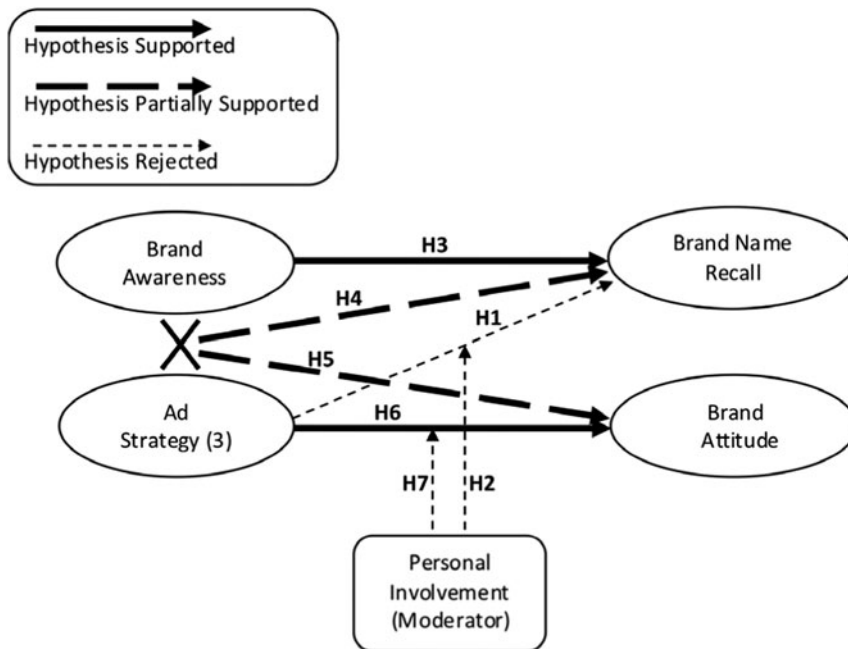 Hypothesis Supported
Hypothesis Partially Supported
Hypothesis Rejected
Brand
Awareness
H3
Brand Name
Recall
H4
H1
H5
Ad
Strategy (3)
H6
Brand
Attitude
H7
H2
Personal
Involvement
(Moderator)